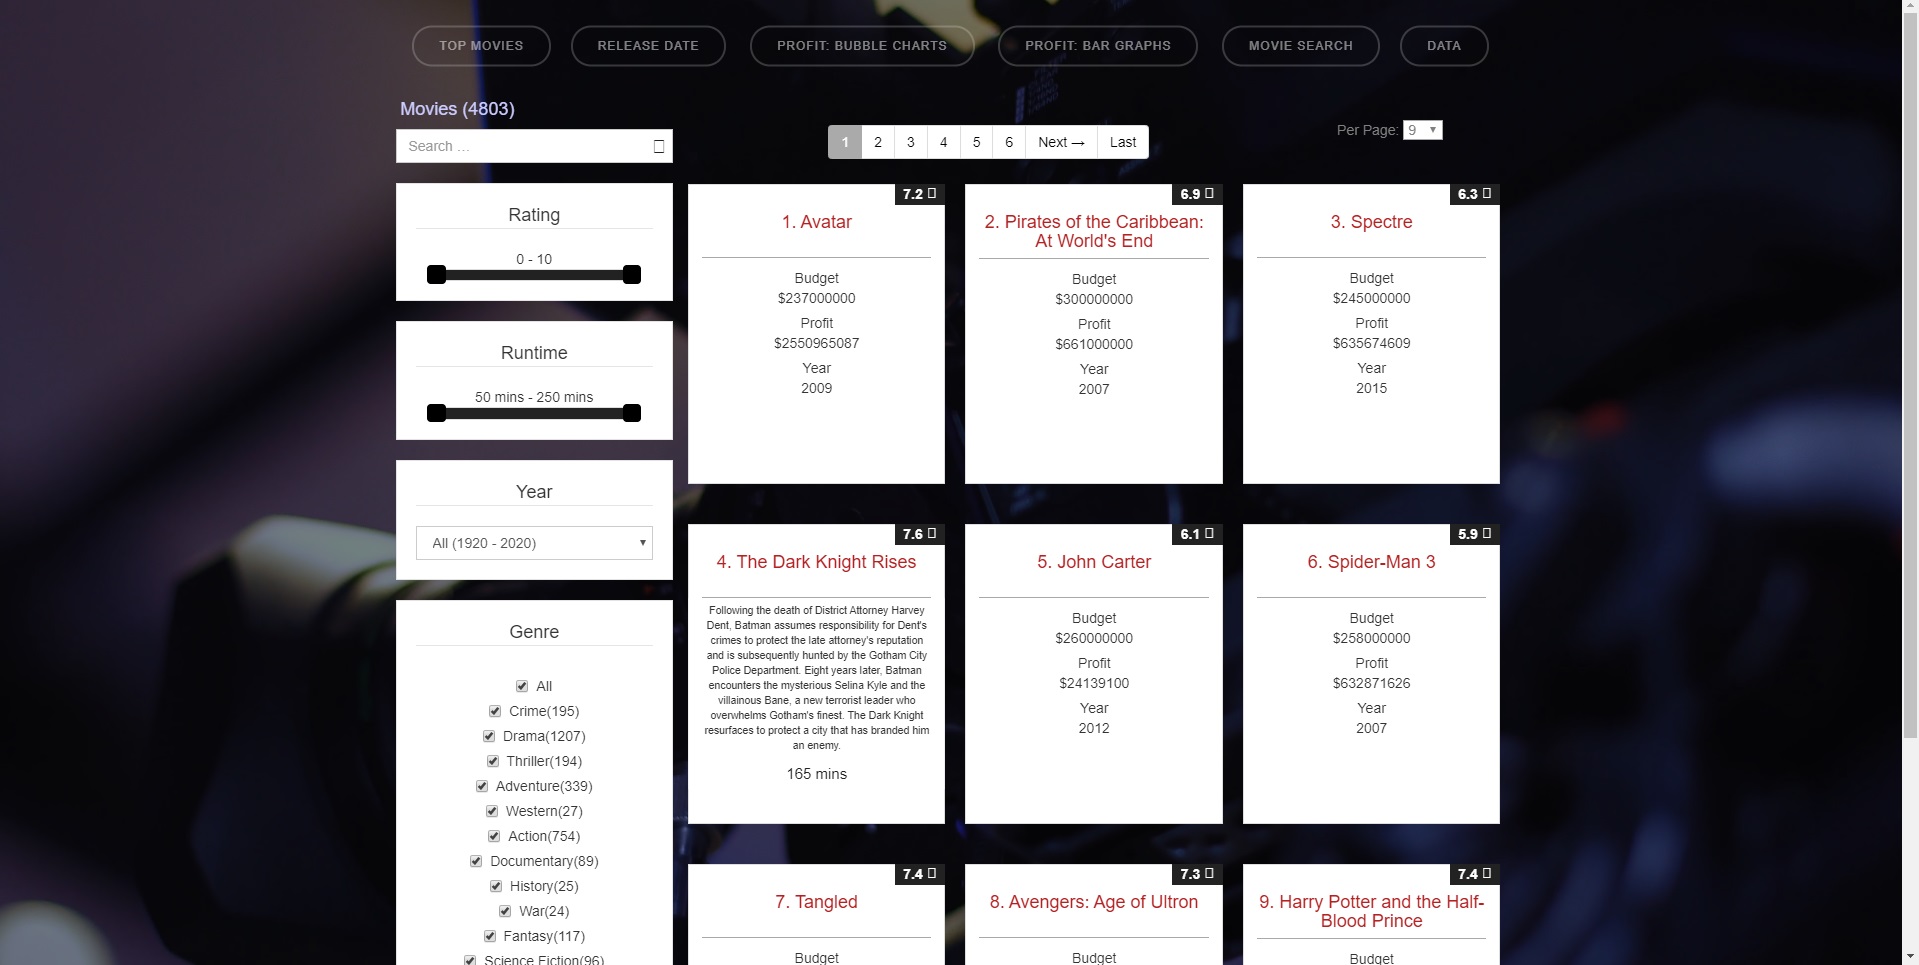 TOP MOVIES
RELEASE DATE
PROFIT: BUBBLE CHARTS
PROFIT: BAR GRAPHS
MOVIE SEARCH
DATA
Movies (4803)
Search ...
1 2 3 4 5 6 Next → Last
Per Page: 9
Rating
0 - 10
Runtime
50 mins - 250 mins
Year
All (1920 - 2020)
Genre
All
Crime(195)
Drama(1207)
Thriller(194)
Adventure(339)
Western(27)
Action(754)
Documentary(89)
History(25)
War(24)
Fantasy(117)
Science Fiction(96)
7.2
1. Avatar
Budget
$237000000
Profit
$2550965087
Year
2009
6.9
2. Pirates of the Caribbean:
At World's End
Budget
$300000000
Profit
$661000000
Year
2007
6.3
3. Spectre
Budget
$245000000
Profit
$635674609
Year
2015
7.6
4. The Dark Knight Rises
Following the death of District Attorney Harvey
Dent, Batman assumes responsibility for Dent's
crimes to protect the late attorney's reputation
and is subsequently hunted by the Gotham City
Police Department. Eight years later, Batman
encounters the mysterious Selina Kyle and the
villainous Bane, a new terrorist leader who
overwhelms Gotham's finest. The Dark Knight
resurfaces to protect a city that has branded him
an enemy.
165 mins
6.1
5. John Carter
Budget
$260000000
Profit
$24139100
Year
2012
5.9
6. Spider-Man 3
Budget
$258000000
Profit
$632871626
Year
2007
7.4
7. Tangled
Budget
7.3
8. Avengers: Age of Ultron
Budget
7.4
9. Harry Potter and the Half-
Blood Prince
Budget